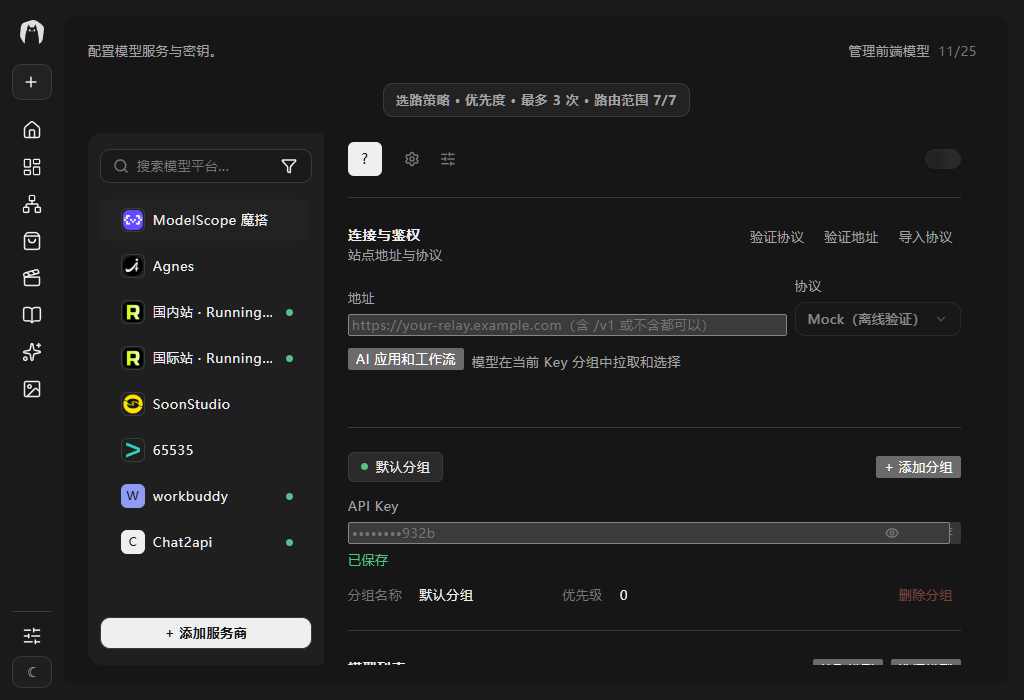 配置模型服务与密钥。
管理前端模型 11/25
选路策略 • 优先度 • 最多 3 次 • 路由范围 7/7
搜索模型平台...
ModelScope 魔搭
Agnes
国内站 · Running...
国际站 · Running...
SoonStudio
65535
W workbuddy
C Chat2api
+ 添加服务商
?
连接与鉴权
站点地址与协议
验证协议 验证地址 导入协议
地址
协议
https://your-relay.example.com（含 /v1 或不含都可以）
Mock（离线验证）
AI 应用和工作流 模型在当前 Key 分组中拉取和选择
默认分组
+ 添加分组
API Key
••••••••932b
已保存
分组名称 默认分组 优先级 0 删除分组
模型列表